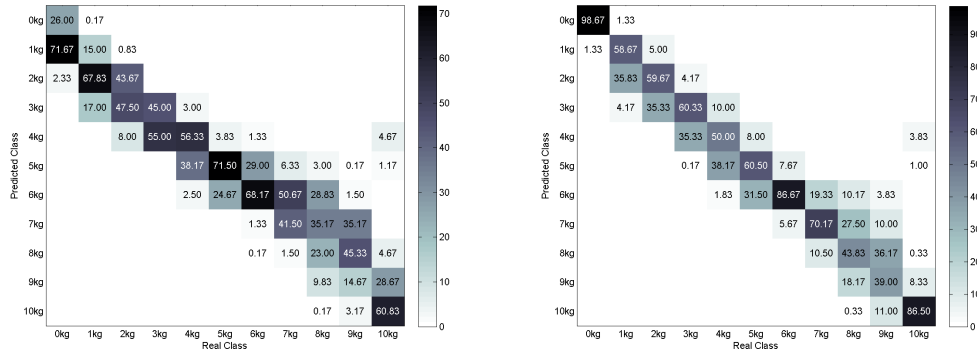 0kg 26.00 0.17
1kg 71.67 15.00 0.83
2kg 2.33 67.83 43.67
3kg 17.00 47.50 45.00 3.00
4kg 8.00 55.00 56.33 3.83 1.33 4.67
5kg 38.17 71.50 29.00 6.33 3.00 0.17 1.17
6kg 2.50 24.67 68.17 50.67 28.83 1.50
7kg 1.33 41.50 35.17 35.17
8kg 0.17 1.50 23.00 45.33 4.67
9kg 9.83 14.67 28.67
10kg 0.17 3.17 60.83
0kg 1kg 2kg 3kg 4kg 5kg 6kg 7kg 8kg 9kg 10kg
Real Class
Predicted Class
70
60
50
40
30
20
10
0
0kg 98.67 1.33
1kg 1.33 58.67 5.00
2kg 35.83 59.67 4.17
3kg 4.17 35.33 60.33 10.00
4kg 35.33 50.00 8.00 3.83
5kg 0.17 38.17 60.50 7.67 1.00
6kg 1.83 31.50 86.67 19.33 10.17 3.83
7kg 5.67 70.17 27.50 10.00
8kg 10.50 43.83 36.17 0.33
9kg 18.17 39.00 8.33
10kg 0.33 11.00 86.50
0kg 1kg 2kg 3kg 4kg 5kg 6kg 7kg 8kg 9kg 10kg
Real Class
Predicted Class
90
80
70
60
50
40
30
20
10
0